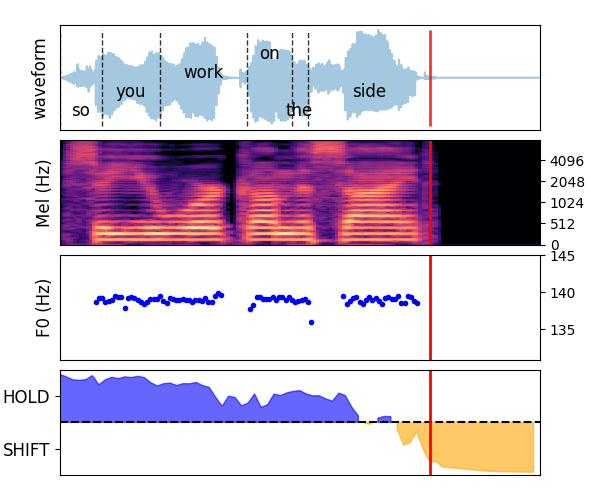 waveform
so you work on the side
Mel (Hz)
4096
2048
1024
512
0
F0 (Hz)
145
140
135
HOLD
SHIFT